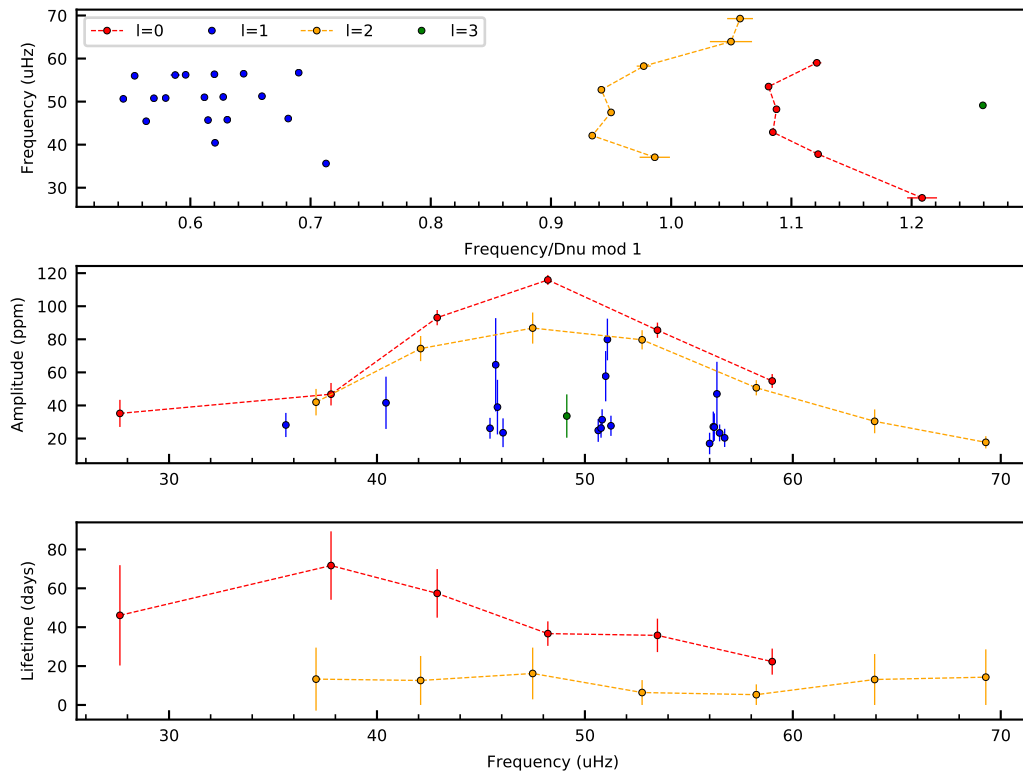 Frequency (uHz)
70
60
50
40
30
l=0 l=1 l=2 l=3
0.6 0.7 0.8 0.9 1.0 1.1 1.2
Frequency/Dnu mod 1
Amplitude (ppm)
120
100
80
60
40
20
30 40 50 60 70
Lifetime (days)
80
60
40
20
0
30 40 50 60 70
Frequency (uHz)